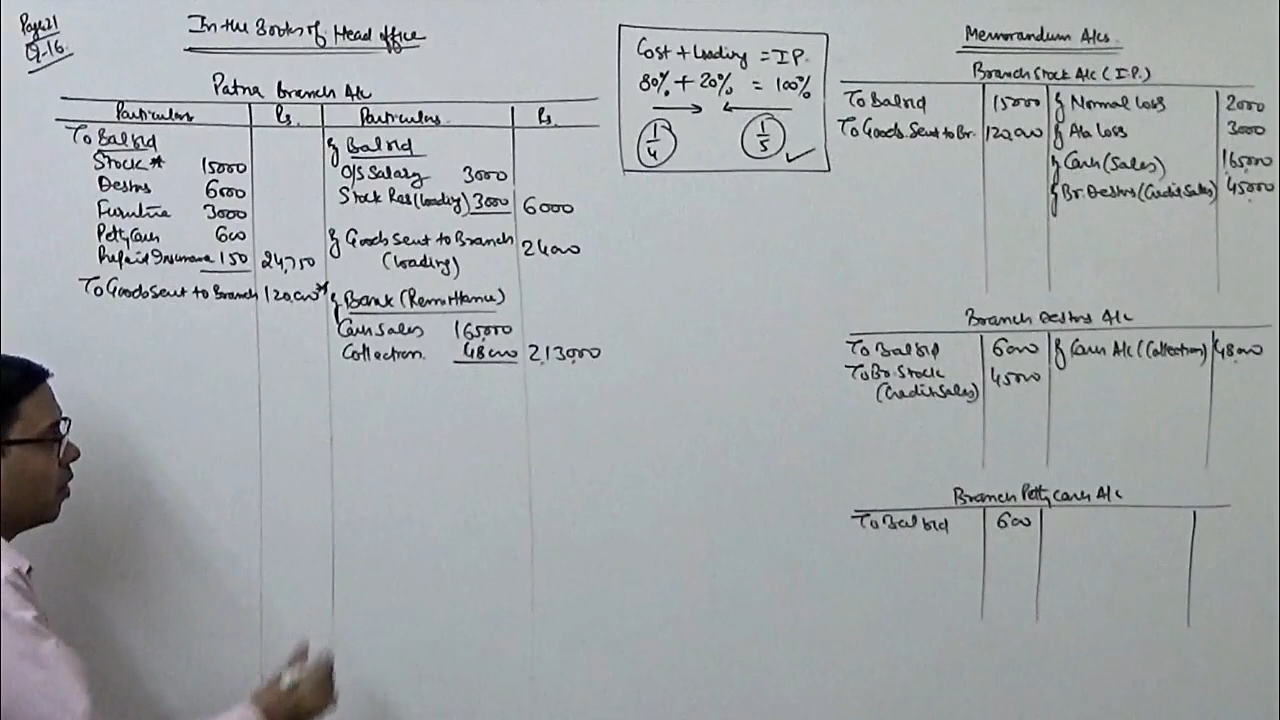 Page 21
Q-16.
In the Books of Head office
Patna Branch A/c
Particulars Rs. Particulars. Rs.
To Bal b/d
Stock* 15000
Debtors 6000
Furniture 3000
Petty Cash 600
Prepaid Insurance 150 24,750
To Goods Sent to Branch 120,000*
By Bal b/d
O/s Salary 3000
Stock Res (loading) 3000 6000
By Goods Sent to Branch 24000
(loading)
By Bank (Remittance)
Cash Sales 165,000
Collection. 48000 2,13,000
Cost + loading = I.P.
80% + 20% = 100%
1/4 1/5
Memorandum A/cs
Branch Stock A/c (I.P.)
To Bal b/d 15000 By Normal Loss 2000
To Goods Sent to Br. 120,000 By Ab Loss 3000
By Cash (Sales) 165000
By Br. Debtors (Credit Sales) 45000
Branch Debtors A/c
To Bal b/d 6000 By Cash A/c (Collection) 48000
To Br. Stock 45000
(Credit Sales)
Branch Petty Cash A/c
To Bal b/d 600